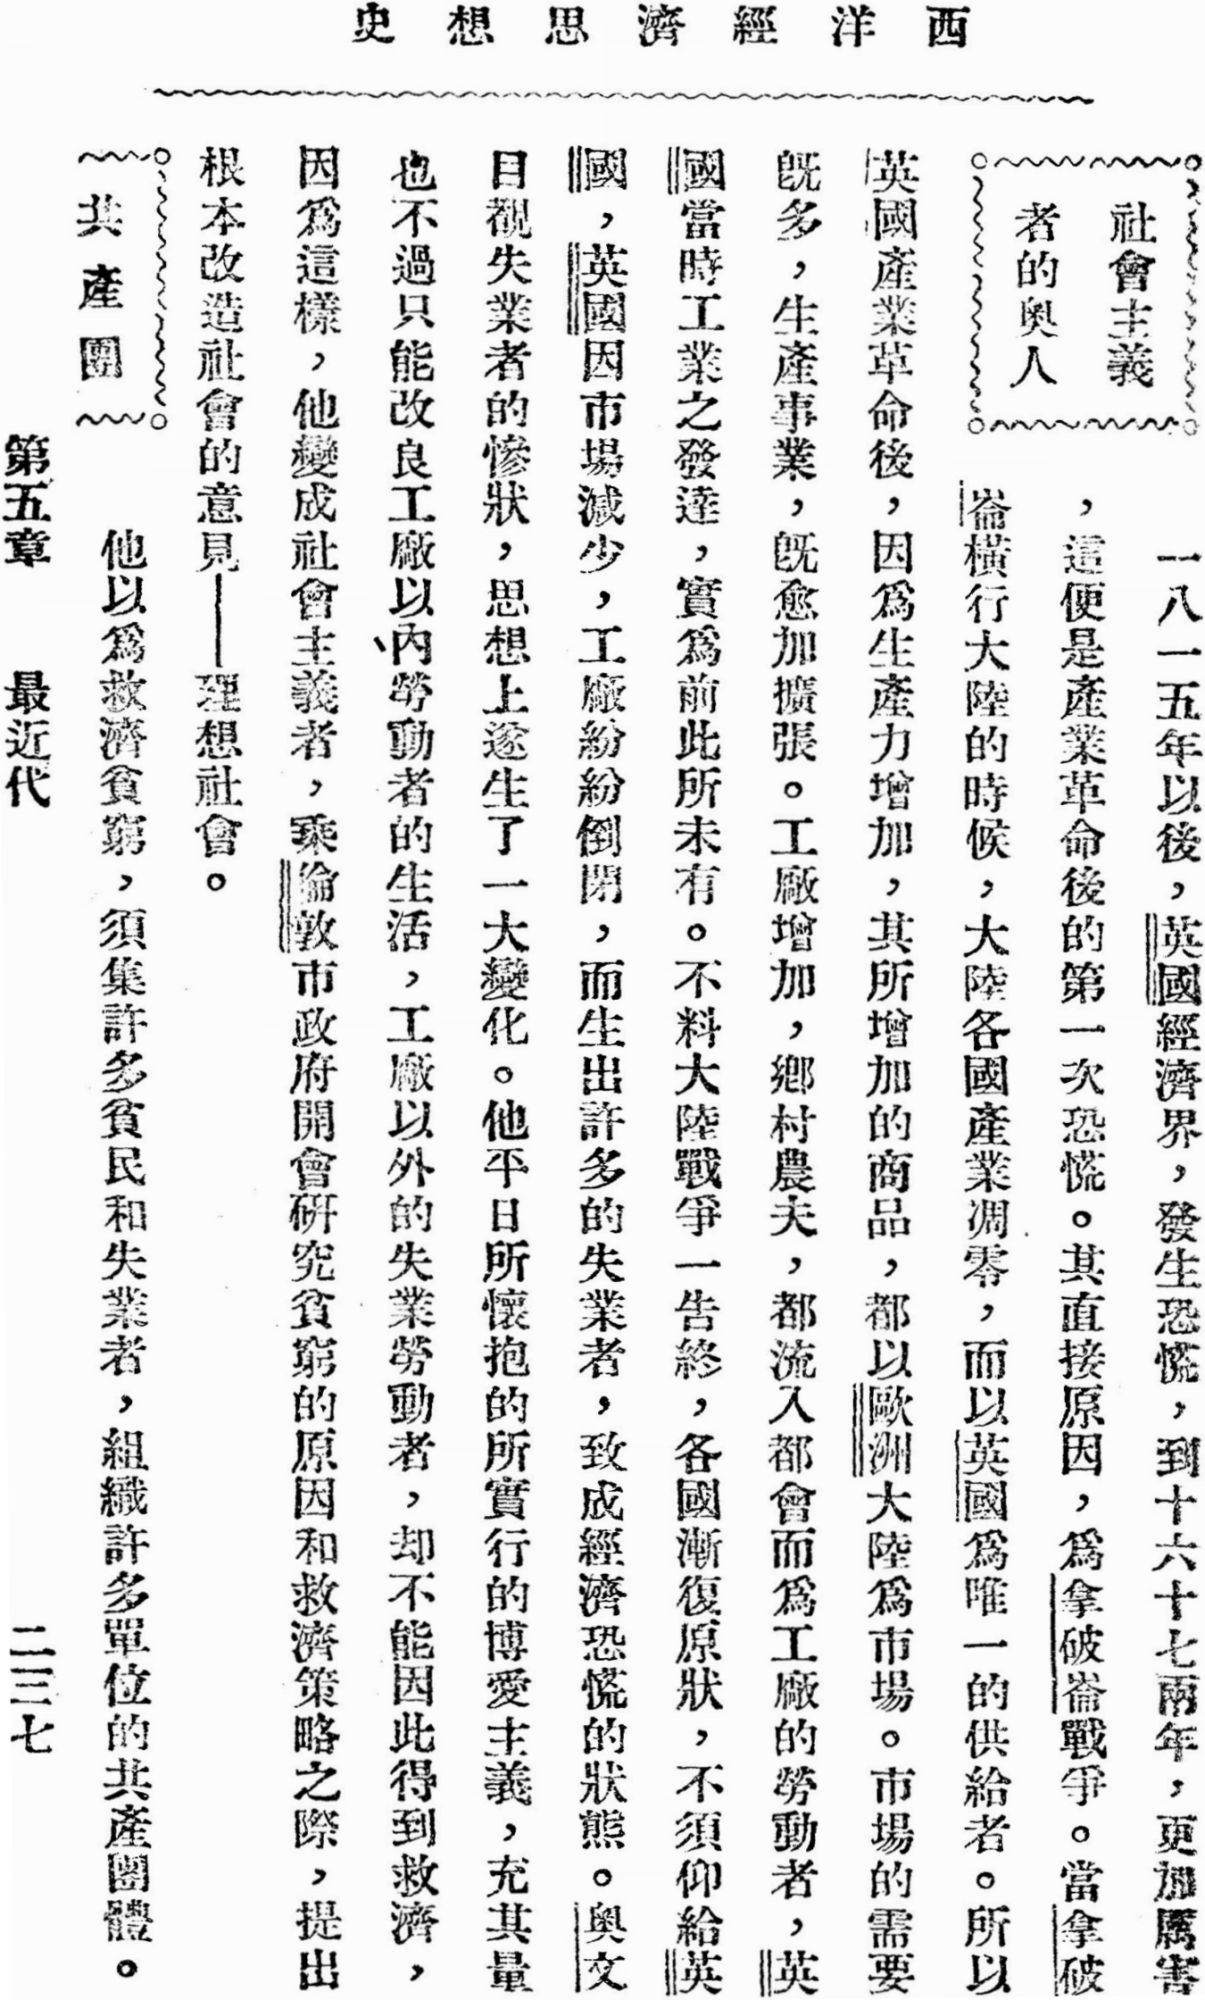 西洋經濟思想史
社會主義
者的奧人
一八一五年以後，英國經濟界，發生恐慌，到十六十七兩年，更加厲害
，這便是產業革命後的第一次恐慌。其直接原因，爲拿破崙戰爭。當拿破
崙橫行大陸的時候，大陸各國產業凋零，而以英國爲唯一的供給者。所以
英國產業革命後，因爲生產力增加，其所增加的商品，都以歐洲大陸爲市場。市場的需要
既多，生產事業，既愈加擴張。工廠增加，鄉村農夫，都流入都會而爲工廠的勞動者，英
國當時工業之發達，實爲前此所未有。不料大陸戰爭一告終，各國漸復原狀，不須仰給英
國，英國因市場減少，工廠紛紛倒閉，而生出許多的失業者，致成經濟恐慌的狀態。奧文
目覩失業者的慘狀，思想上遂生了一大變化。他平日所懷抱的所實行的博愛主義，充其量
也不過只能改良工廠以內勞動者的生活，工廠以外的失業勞動者，却不能因此得到救濟，
因爲這樣，他變成社會主義者，乘倫敦市政府開會研究貧窮的原因和救濟策略之際，提出
根本改造社會的意見——理想社會。
共產團
他以爲救濟貧窮，須集許多貧民和失業者，組織許多單位的共產團體。
第五章　最近代　二三七